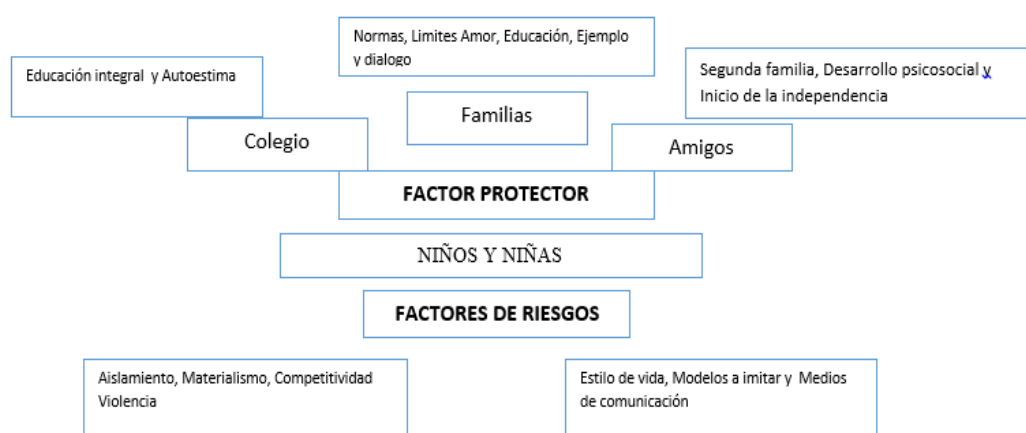 Normas, Limites Amor, Educación, Ejemplo
y dialogo
Educación integral y Autoestima
Segunda familia, Desarrollo psicosocial y
Inicio de la independencia
Familias
Colegio
Amigos
FACTOR PROTECTOR
NIÑOS Y NIÑAS
FACTORES DE RIESGOS
Aislamiento, Materialismo, Competitividad
Violencia
Estilo de vida, Modelos a imitar y Medios
de comunicación